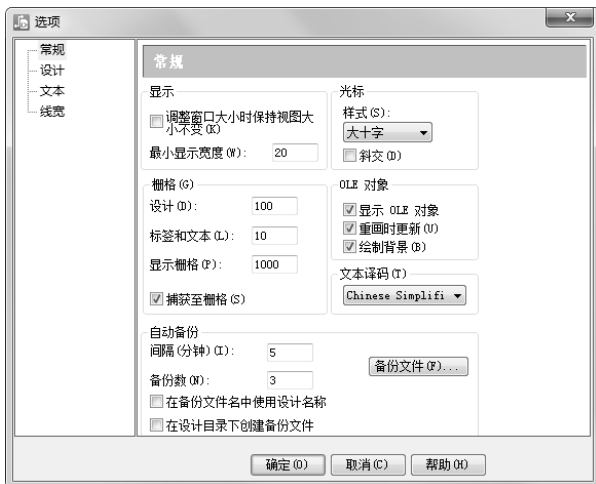 选项
常规
设计
文本
线宽
常规
显示
调整窗口大小时保持视图大
小不变(K)
最小显示宽度(W): 20
光标
样式(S):
大十字
斜交(D)
栅格(G)
设计(D): 100
标签和文本(L): 10
显示栅格(P): 1000
捕获至栅格(S)
OLE 对象
显示 OLE 对象
重画时更新(U)
绘制背景(B)
文本译码(T)
Chinese Simplifi
自动备份
间隔(分钟)(I): 5
备份数(N): 3
备份文件(F)...
在备份文件名中使用设计名称
在设计目录下创建备份文件
确定(O) 取消(C) 帮助(H)